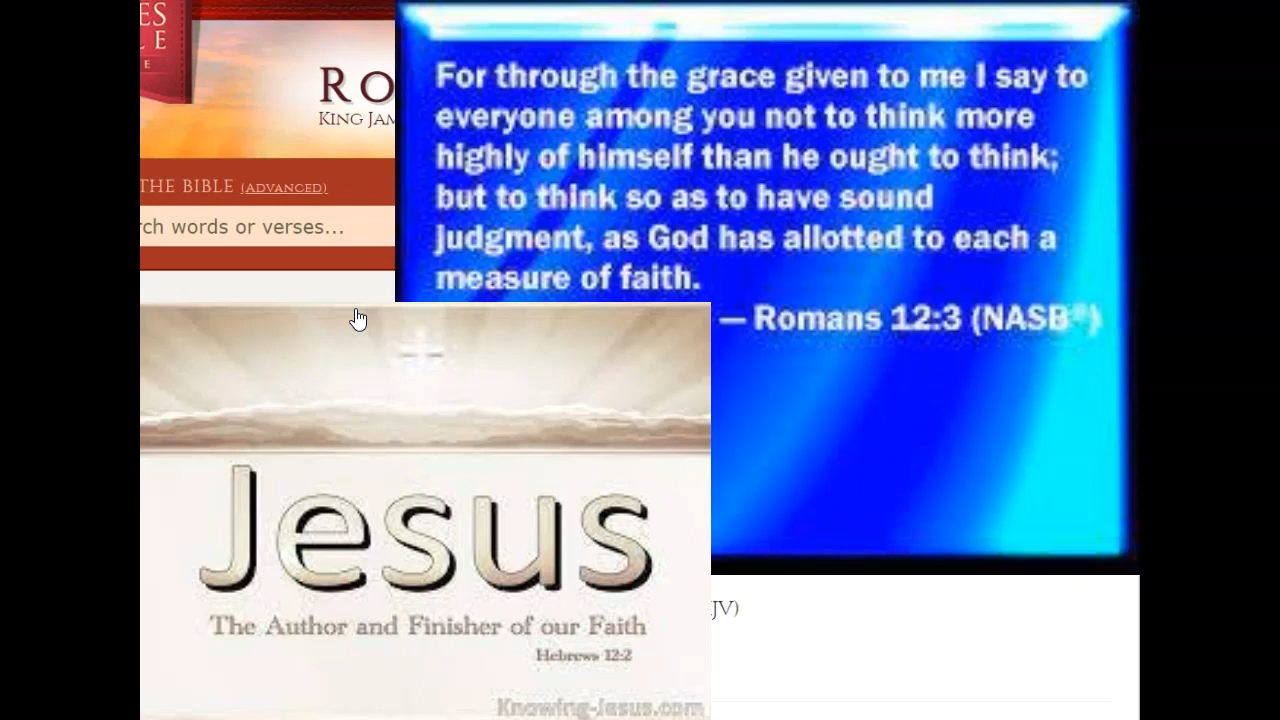 ES
LE
E
Ro
King Jam
THE BIBLE (ADVANCED)
rch words or verses...
For through the grace given to me I say to
everyone among you not to think more
highly of himself than he ought to think;
but to think so as to have sound
judgment, as God has allotted to each a
measure of faith.
— Romans 12:3 (NASB®)
Jesus
The Author and Finisher of our Faith
Hebrews 12:2
Knowing-Jesus.com
JV)